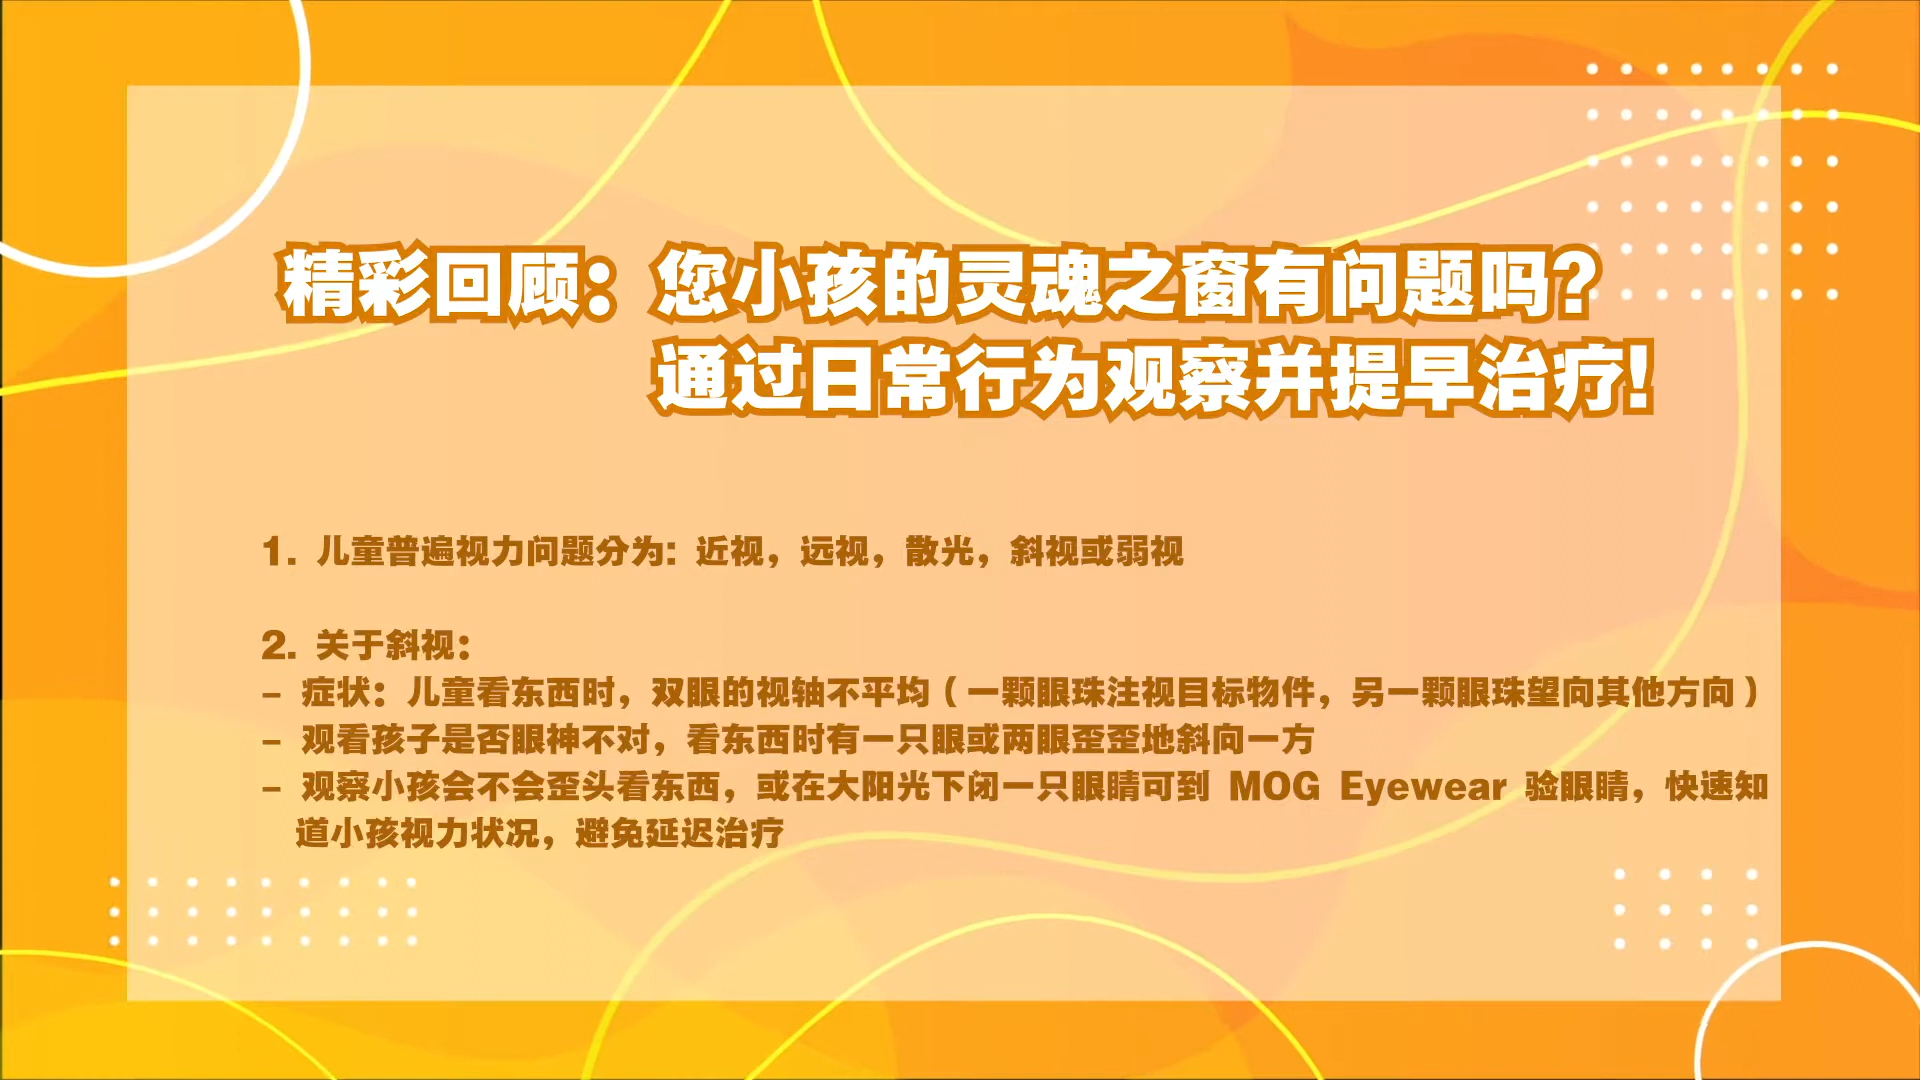 精彩回顾：您小孩的灵魂之窗有问题吗?
通过日常行为观察并提早治疗!
1. 儿童普遍视力问题分为: 近视，远视，散光，斜视或弱视
2. 关于斜视：
- 症状：儿童看东西时，双眼的视轴不平均（一颗眼珠注视目标物件，另一颗眼珠望向其他方向）
- 观看孩子是否眼神不对，看东西时有一只眼或两眼歪歪地斜向一方
- 观察小孩会不会歪头看东西，或在大阳光下闭一只眼睛可到 MOG Eyewear 验眼睛，快速知
道小孩视力状况，避免延迟治疗